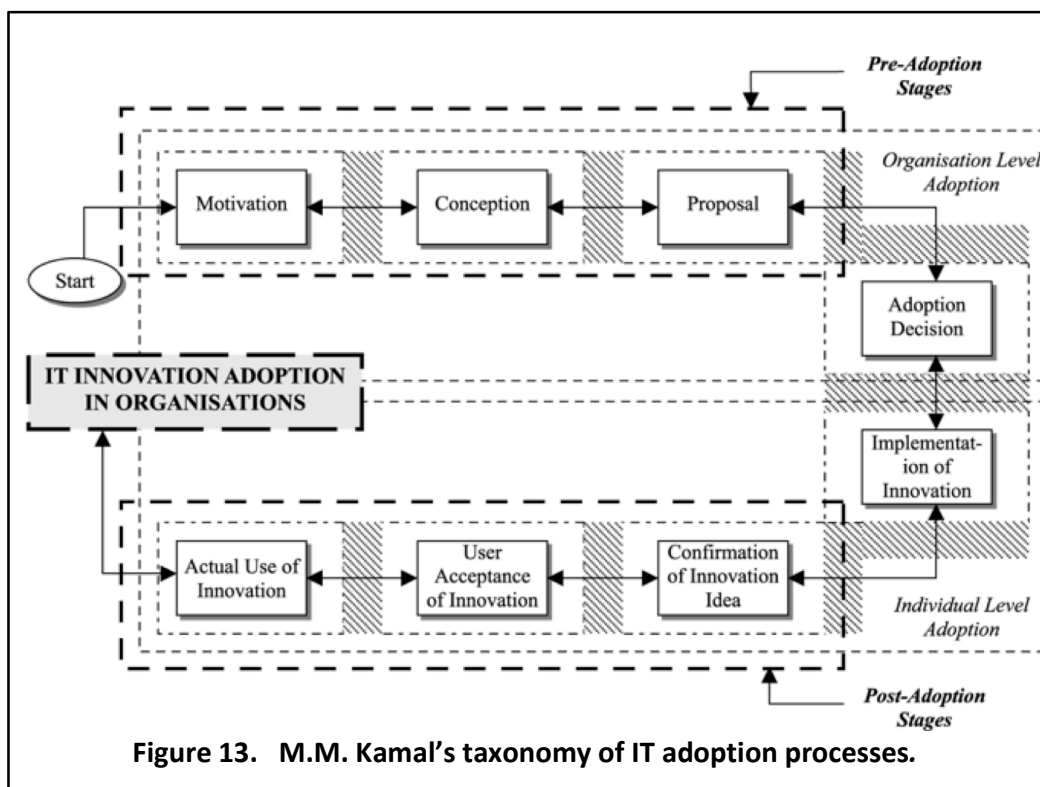 Pre-Adoption
Stages
Organisation Level
Adoption
Motivation
Conception
Proposal
Start
Adoption
Decision
IT INNOVATION ADOPTION
IN ORGANISATIONS
Implementat-
ion of
Innovation
Actual Use of
Innovation
User
Acceptance
of Innovation
Confirmation
of Innovation
Idea
Individual Level
Adoption
Post-Adoption
Stages
Figure 13. M.M. Kamal’s taxonomy of IT adoption processes.